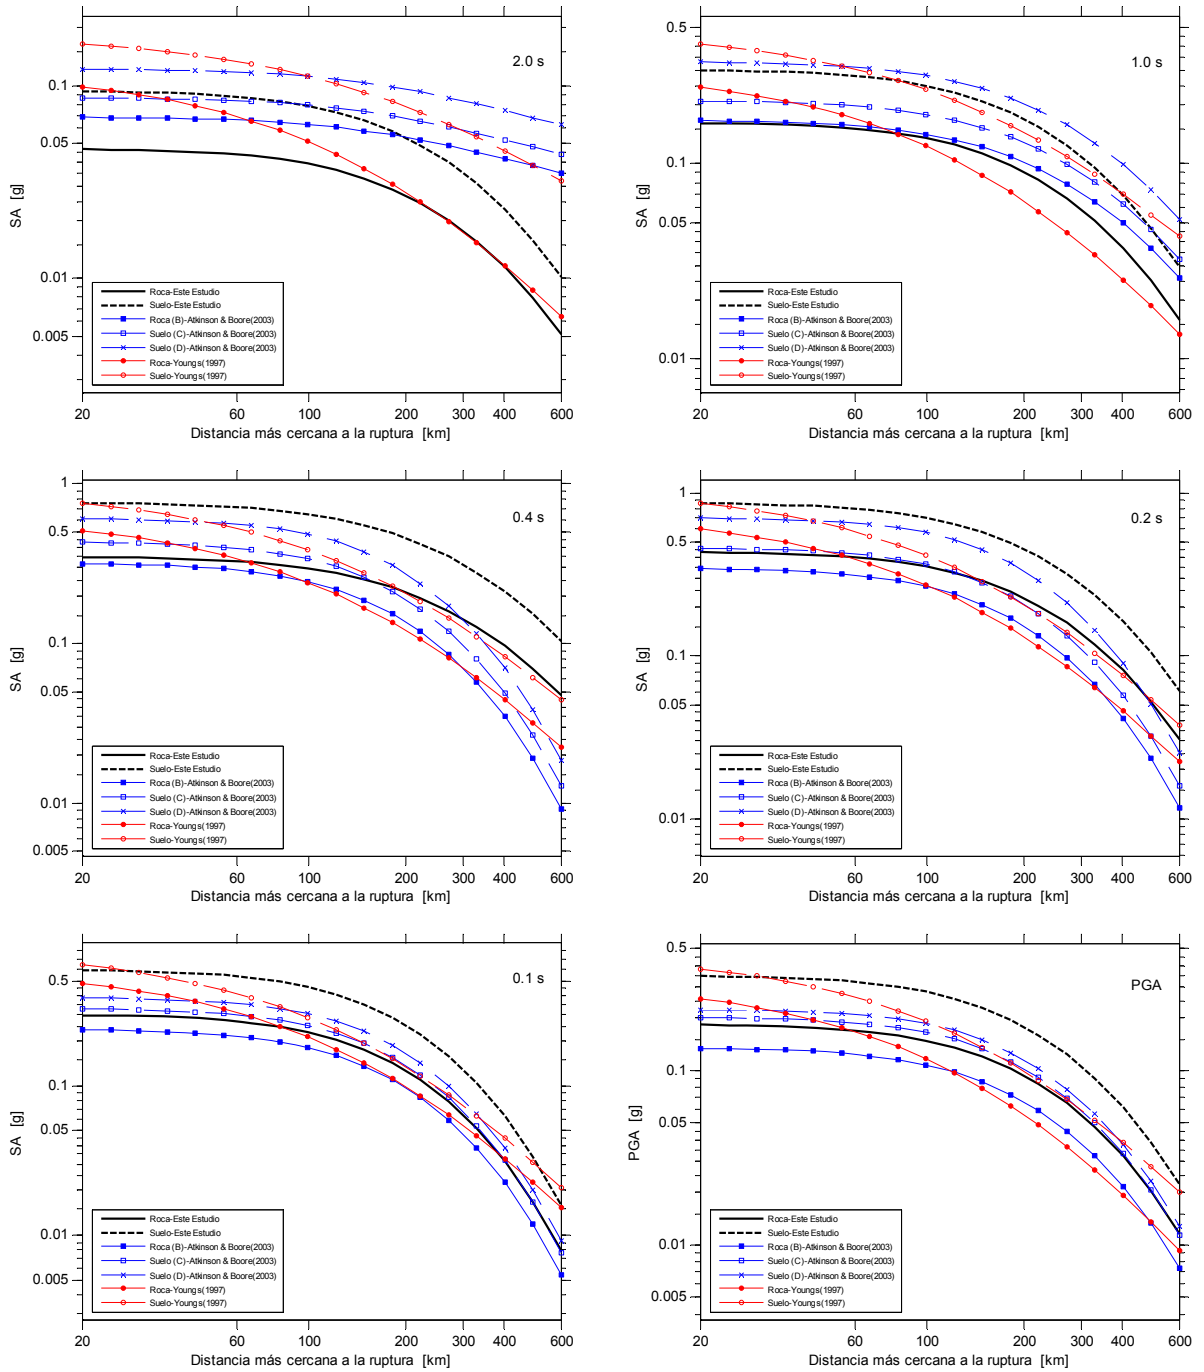 2.0 s
0.1
0.05
0.01
0.005
SA [g]
Roca-Este Estudio
Suelo-Este Estudio
Roca (B)-Atkinson & Boore(2003)
Suelo (C)-Atkinson & Boore(2003)
Suelo (D)-Atkinson & Boore(2003)
Roca-Youngs(1997)
Suelo-Youngs(1997)
20 60 100 200 300 400 600
Distancia más cercana a la ruptura [km]
1.0 s
0.5
0.1
0.05
0.01
SA [g]
Roca-Este Estudio
Suelo-Este Estudio
Roca (B)-Atkinson & Boore(2003)
Suelo (C)-Atkinson & Boore(2003)
Suelo (D)-Atkinson & Boore(2003)
Roca-Youngs(1997)
Suelo-Youngs(1997)
20 60 100 200 300 400 600
Distancia más cercana a la ruptura [km]
0.4 s
1
0.5
0.1
0.05
0.01
0.005
SA [g]
Roca-Este Estudio
Suelo-Este Estudio
Roca (B)-Atkinson & Boore(2003)
Suelo (C)-Atkinson & Boore(2003)
Suelo (D)-Atkinson & Boore(2003)
Roca-Youngs(1997)
Suelo-Youngs(1997)
20 60 100 200 300 400 600
Distancia más cercana a la ruptura [km]
0.2 s
1
0.5
0.1
0.05
0.01
SA [g]
Roca-Este Estudio
Suelo-Este Estudio
Roca (B)-Atkinson & Boore(2003)
Suelo (C)-Atkinson & Boore(2003)
Suelo (D)-Atkinson & Boore(2003)
Roca-Youngs(1997)
Suelo-Youngs(1997)
20 60 100 200 300 400 600
Distancia más cercana a la ruptura [km]
0.1 s
0.5
0.1
0.05
0.01
0.005
SA [g]
Roca-Este Estudio
Suelo-Este Estudio
Roca (B)-Atkinson & Boore(2003)
Suelo (C)-Atkinson & Boore(2003)
Suelo (D)-Atkinson & Boore(2003)
Roca-Youngs(1997)
Suelo-Youngs(1997)
20 60 100 200 300 400 600
Distancia más cercana a la ruptura [km]
PGA
0.5
0.1
0.05
0.01
0.005
PGA [g]
Roca-Este Estudio
Suelo-Este Estudio
Roca (B)-Atkinson & Boore(2003)
Suelo (C)-Atkinson & Boore(2003)
Suelo (D)-Atkinson & Boore(2003)
Roca-Youngs(1997)
Suelo-Youngs(1997)
20 60 100 200 300 400 600
Distancia más cercana a la ruptura [km]